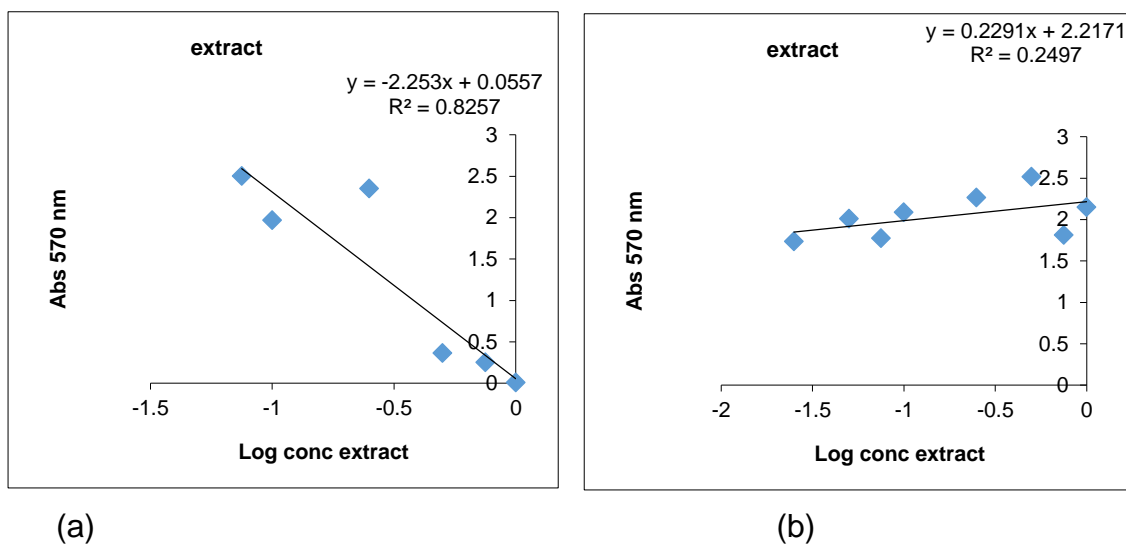 extract
y = -2.253x + 0.0557
R² = 0.8257
3
2.5
2
1.5
1
0.5
0
-1.5 -1 -0.5 0
Abs 570 nm
Log conc extract
(a)
y = 0.2291x + 2.2171
extract
R² = 0.2497
3
2.5
2
1.5
1
0.5
0
-2 -1.5 -1 -0.5 0
Abs 570 nm
Log conc extract
(b)